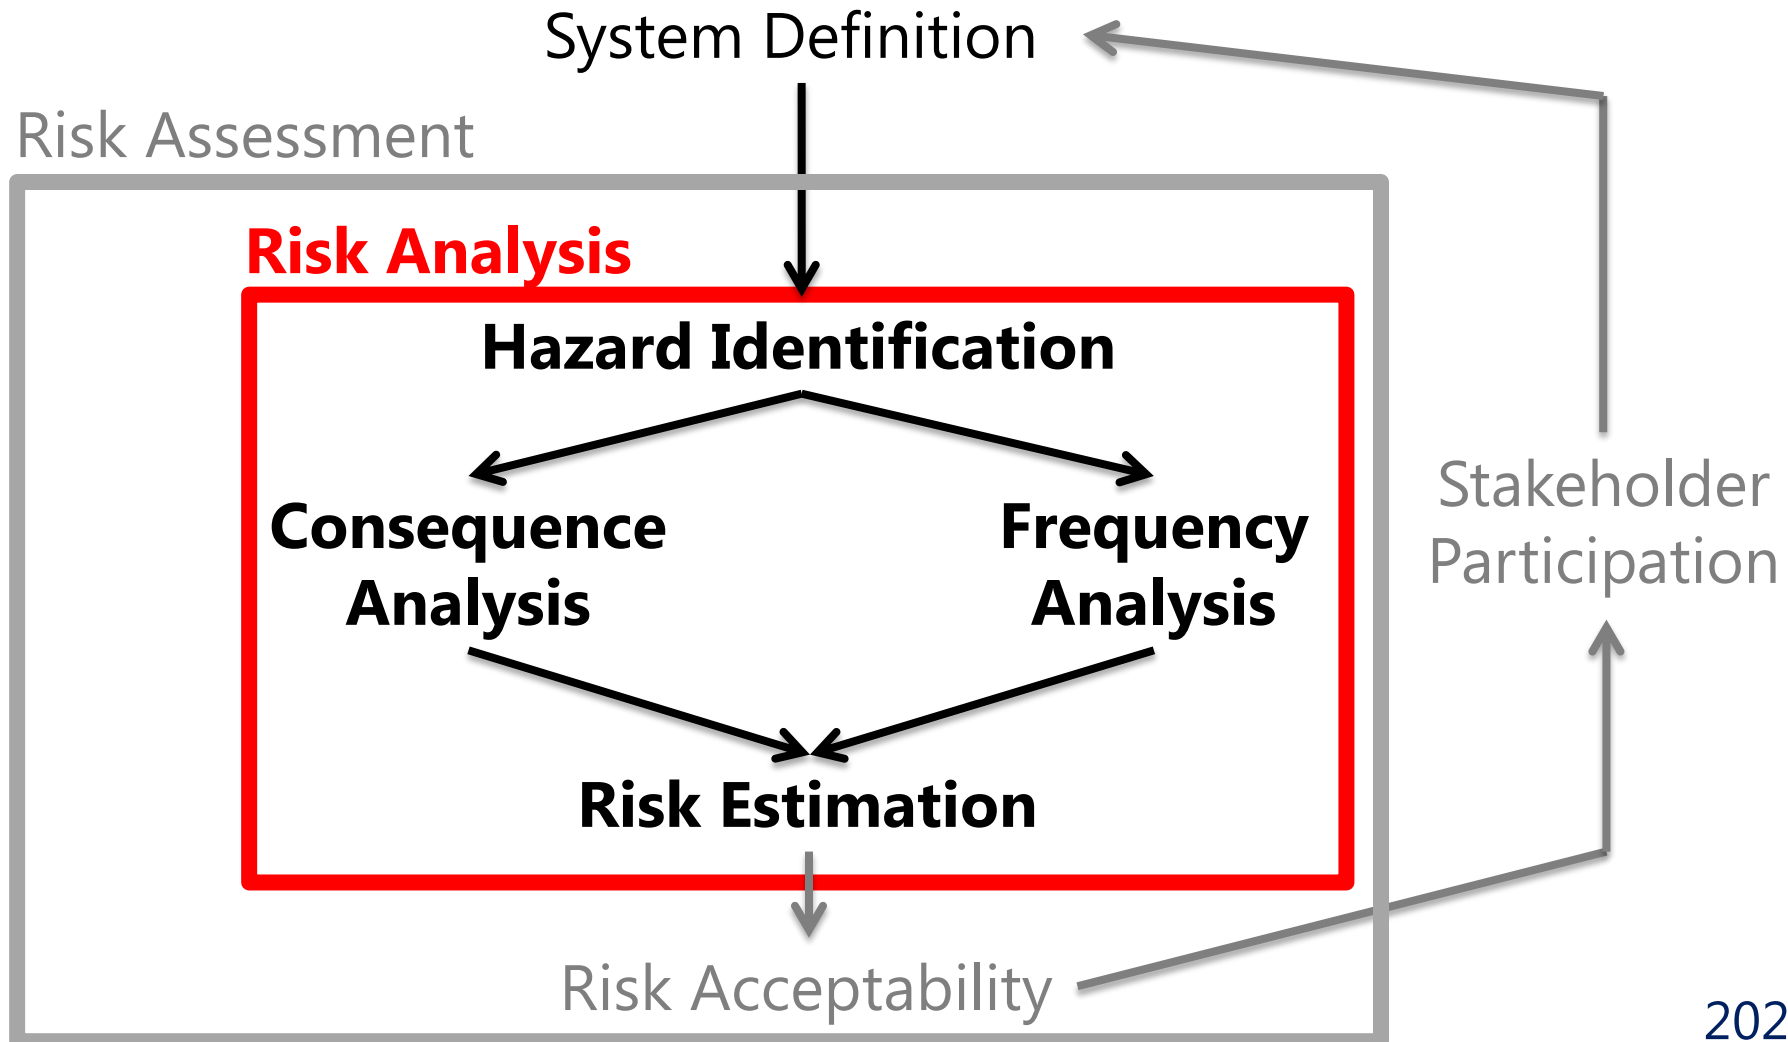 System Definition
Risk Assessment
Risk Analysis
Hazard Identification
Consequence
Analysis
Frequency
Analysis
Stakeholder
Participation
Risk Estimation
Risk Acceptability
202